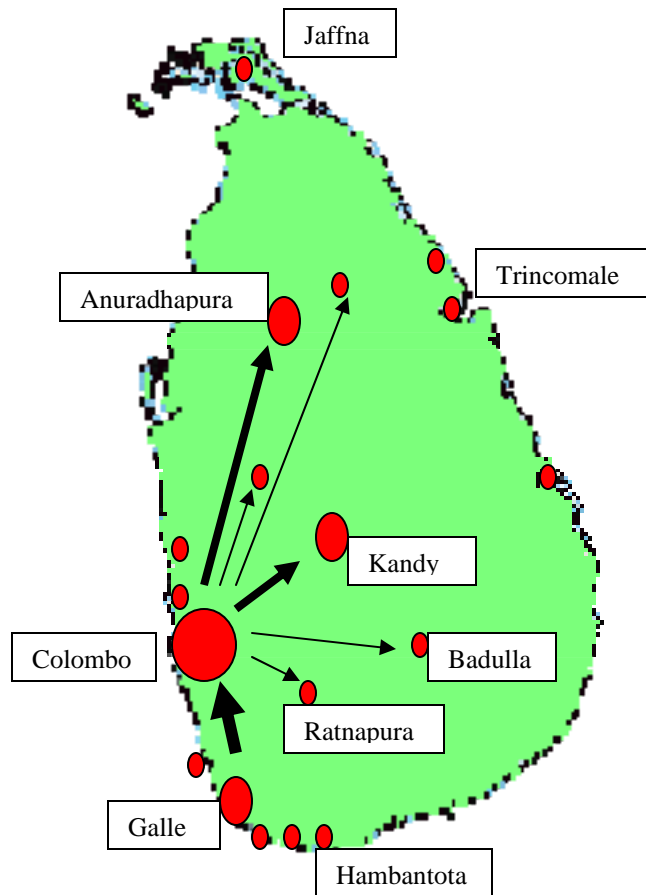 Jaffna
Trincomale
Anuradhapura
Kandy
Colombo
Badulla
Ratnapura
Galle
Hambantota